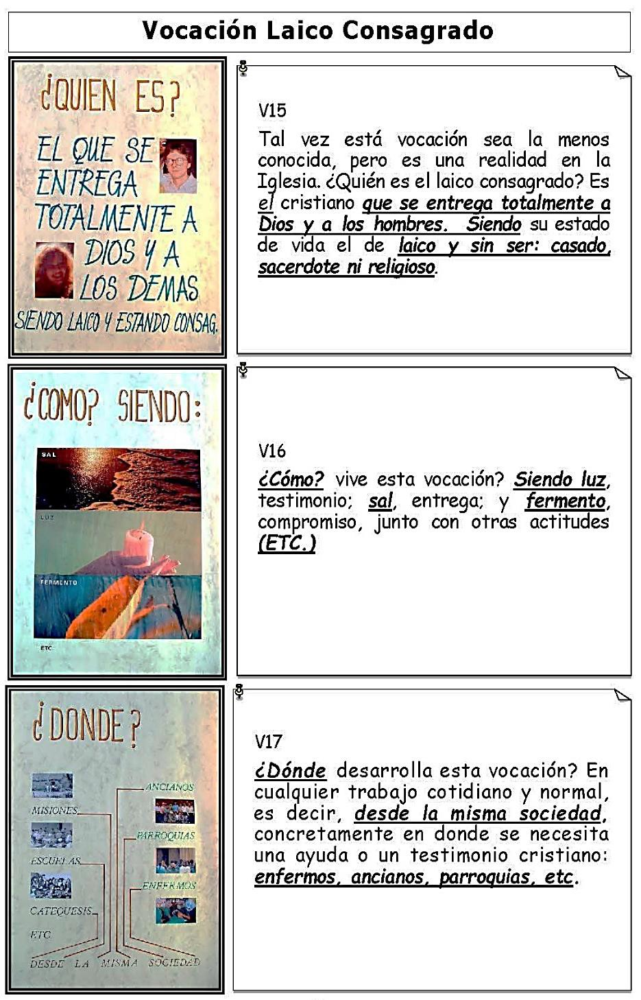 Vocación Laico Consagrado
¿QUIEN ES?
EL QUE SE
ENTREGA
TOTALMENTE A
DIOS Y A
LOS DEMAS
SIENDO LAICO Y ESTANDO CONSAG.
V15
Tal vez está vocación sea la menos
conocida, pero es una realidad en la
Iglesia. ¿Quién es el laico consagrado? Es
el cristiano que se entrega totalmente a
Dios y a los hombres. Siendo su estado
de vida el de laico y sin ser: casado,
sacerdote ni religioso.
¿COMO? SIENDO:
SAL
LUZ
FERMENTO
ETC.
V16
¿Cómo? vive esta vocación? Siendo luz,
testimonio; sal, entrega; y fermento,
compromiso, junto con otras actitudes
(ETC.)
¿DONDE?
ANCIANOS
MISIONES
PARROQUIAS
ESCUELAS
ENFERMOS
CATEQUESIS
ETC
DESDE LA MISMA SOCIEDAD
V17
¿Dónde desarrolla esta vocación? En
cualquier trabajo cotidiano y normal,
es decir, desde la misma sociedad,
concretamente en donde se necesita
una ayuda o un testimonio cristiano:
enfermos, ancianos, parroquias, etc.